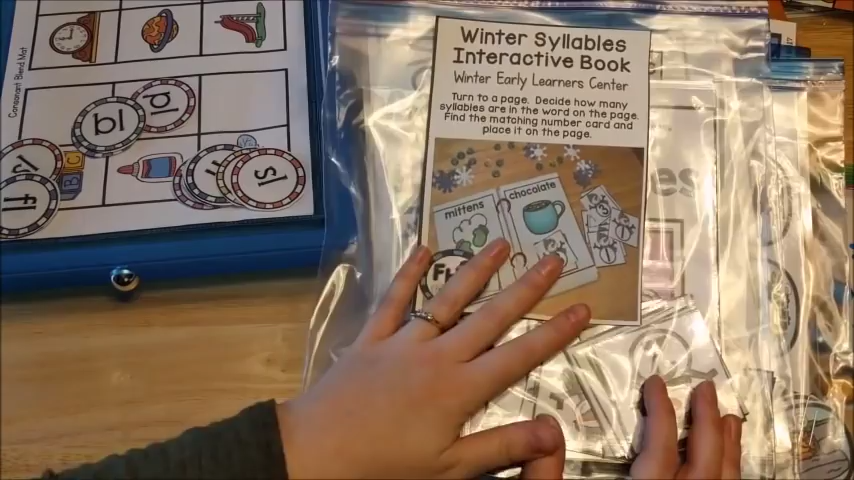 Winter Syllables
Interactive Book
Winter Early Learners Center
Turn to a page. Decide how many
syllables are in the word on the page.
Find the matching number card and
place it on the page.
mittens
chocolate
Consonant Blend Mat
bl
pl
fl
sl
es